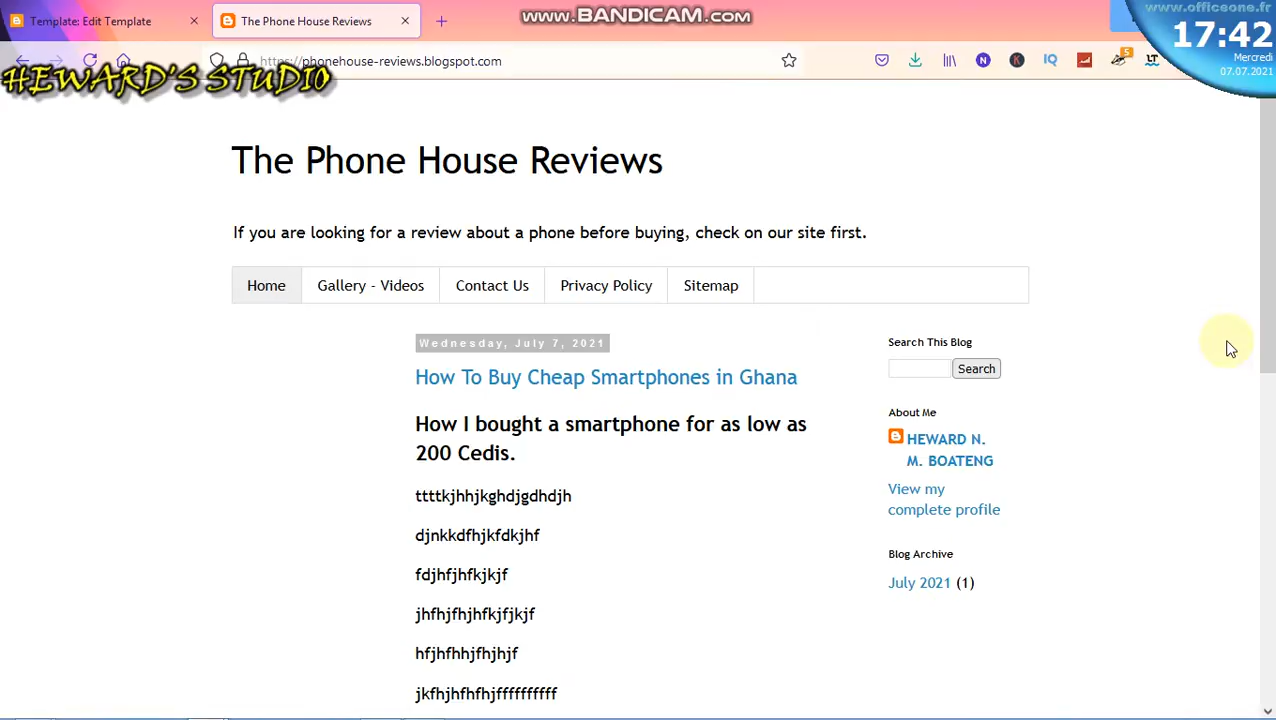 Template: Edit Template
The Phone House Reviews
www.BANDICAM.com
www.officeone.fr
17:42
Mercredi
07.07.2021
https://phonehouse-reviews.blogspot.com
N
K
IQ
5
LT
HEWARD'S STUDIO
The Phone House Reviews
If you are looking for a review about a phone before buying, check on our site first.
Home
Gallery - Videos
Contact Us
Privacy Policy
Sitemap
Wednesday, July 7, 2021
How To Buy Cheap Smartphones in Ghana
How I bought a smartphone for as low as
200 Cedis.
ttttkjhhjkghdjgdhdjh
djnkkdfhjkfdkjhf
fdjhfjhfkjkjf
jhfhjfhjhfkjfjkjf
hfjhfhhjfhjhjf
jkfhjhfhfhjffffffffff
Search This Blog
Search
About Me
HEWARD N.
M. BOATENG
View my
complete profile
Blog Archive
July 2021 (1)